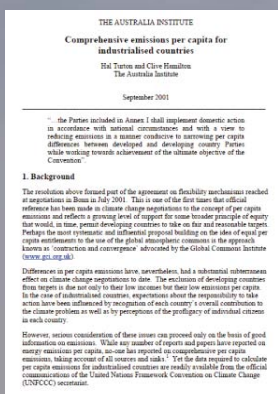 THE AUSTRALIA INSTITUTE
Comprehensive emissions per capita for
industrialised countries
Hal Turton and Clive Hamilton
The Australia Institute
September 2001
"…the Parties included in Annex I shall implement domestic action
in accordance with national circumstances and with a view to
reducing emissions in a manner conducive to narrowing per capita
differences between developed and developing country Parties
while working towards achievement of the ultimate objective of the
Convention".
1. Background
The resolution above formed part of the agreement on flexibility mechanisms reached
at negotiations in Bonn in July 2001. This is one of the first times that official
reference has been made in climate change negotiations to the concept of per capita
emissions and reflects a growing level of support for some broader principle of equity
that would, in time, permit developing countries to take on fair and reasonable targets.
Perhaps the most systematic and influential proposal building on the idea of equal per
capita entitlements to the use of the global atmospheric commons is the approach
known as 'contraction and convergence' advocated by the Global Commons Institute
(www.gci.org.uk).
Differences in per capita emissions have, nevertheless, had a substantial subterranean
effect on climate change negotiations to date. The exclusion of developing countries
from targets is due not only to their low incomes but their low emissions per capita.
In the case of industrialised countries, expectations about the responsibility to take
action have been influenced by recognition of each country's overall contribution to
the climate problem as well as by perceptions of the profligacy of individual citizens
in each country.
However, serious consideration of these issues can proceed only on the basis of good
information on emissions. While any number of reports and papers have reported on
energy emissions per capita, no-one has reported on comprehensive emissions per
capita, taking account of all sources and sinks.¹ Yet the data required to calculate
per capita emissions for industrialised countries are readily available from the official
communications of the United Nations Framework Convention on Climate Change
(UNFCCC) secretariat.